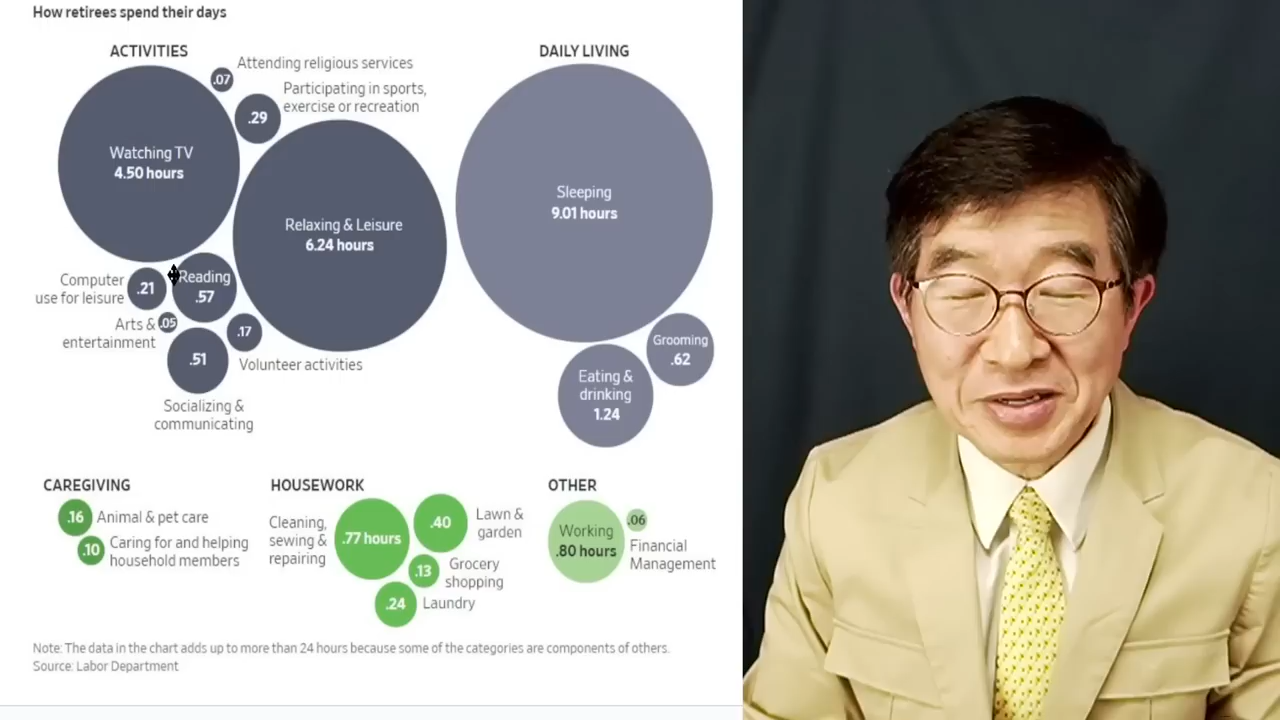 How retirees spend their days
ACTIVITIES
Attending religious services
.07
Participating in sports,
exercise or recreation
.29
Watching TV
4.50 hours
Relaxing & Leisure
6.24 hours
Computer
use for leisure
.21
Reading
.57
Arts &
entertainment
.05
.17
Volunteer activities
.51
Socializing &
communicating
DAILY LIVING
Sleeping
9.01 hours
Grooming
.62
Eating &
drinking
1.24
CAREGIVING
.16 Animal & pet care
.10 Caring for and helping
household members
HOUSEWORK
Cleaning,
sewing &
repairing
.77 hours
.40 Lawn &
garden
.13 Grocery
shopping
.24 Laundry
OTHER
Working
.80 hours
.06
Financial
Management
Note: The data in the chart adds up to more than 24 hours because some of the categories are components of others.
Source: Labor Department